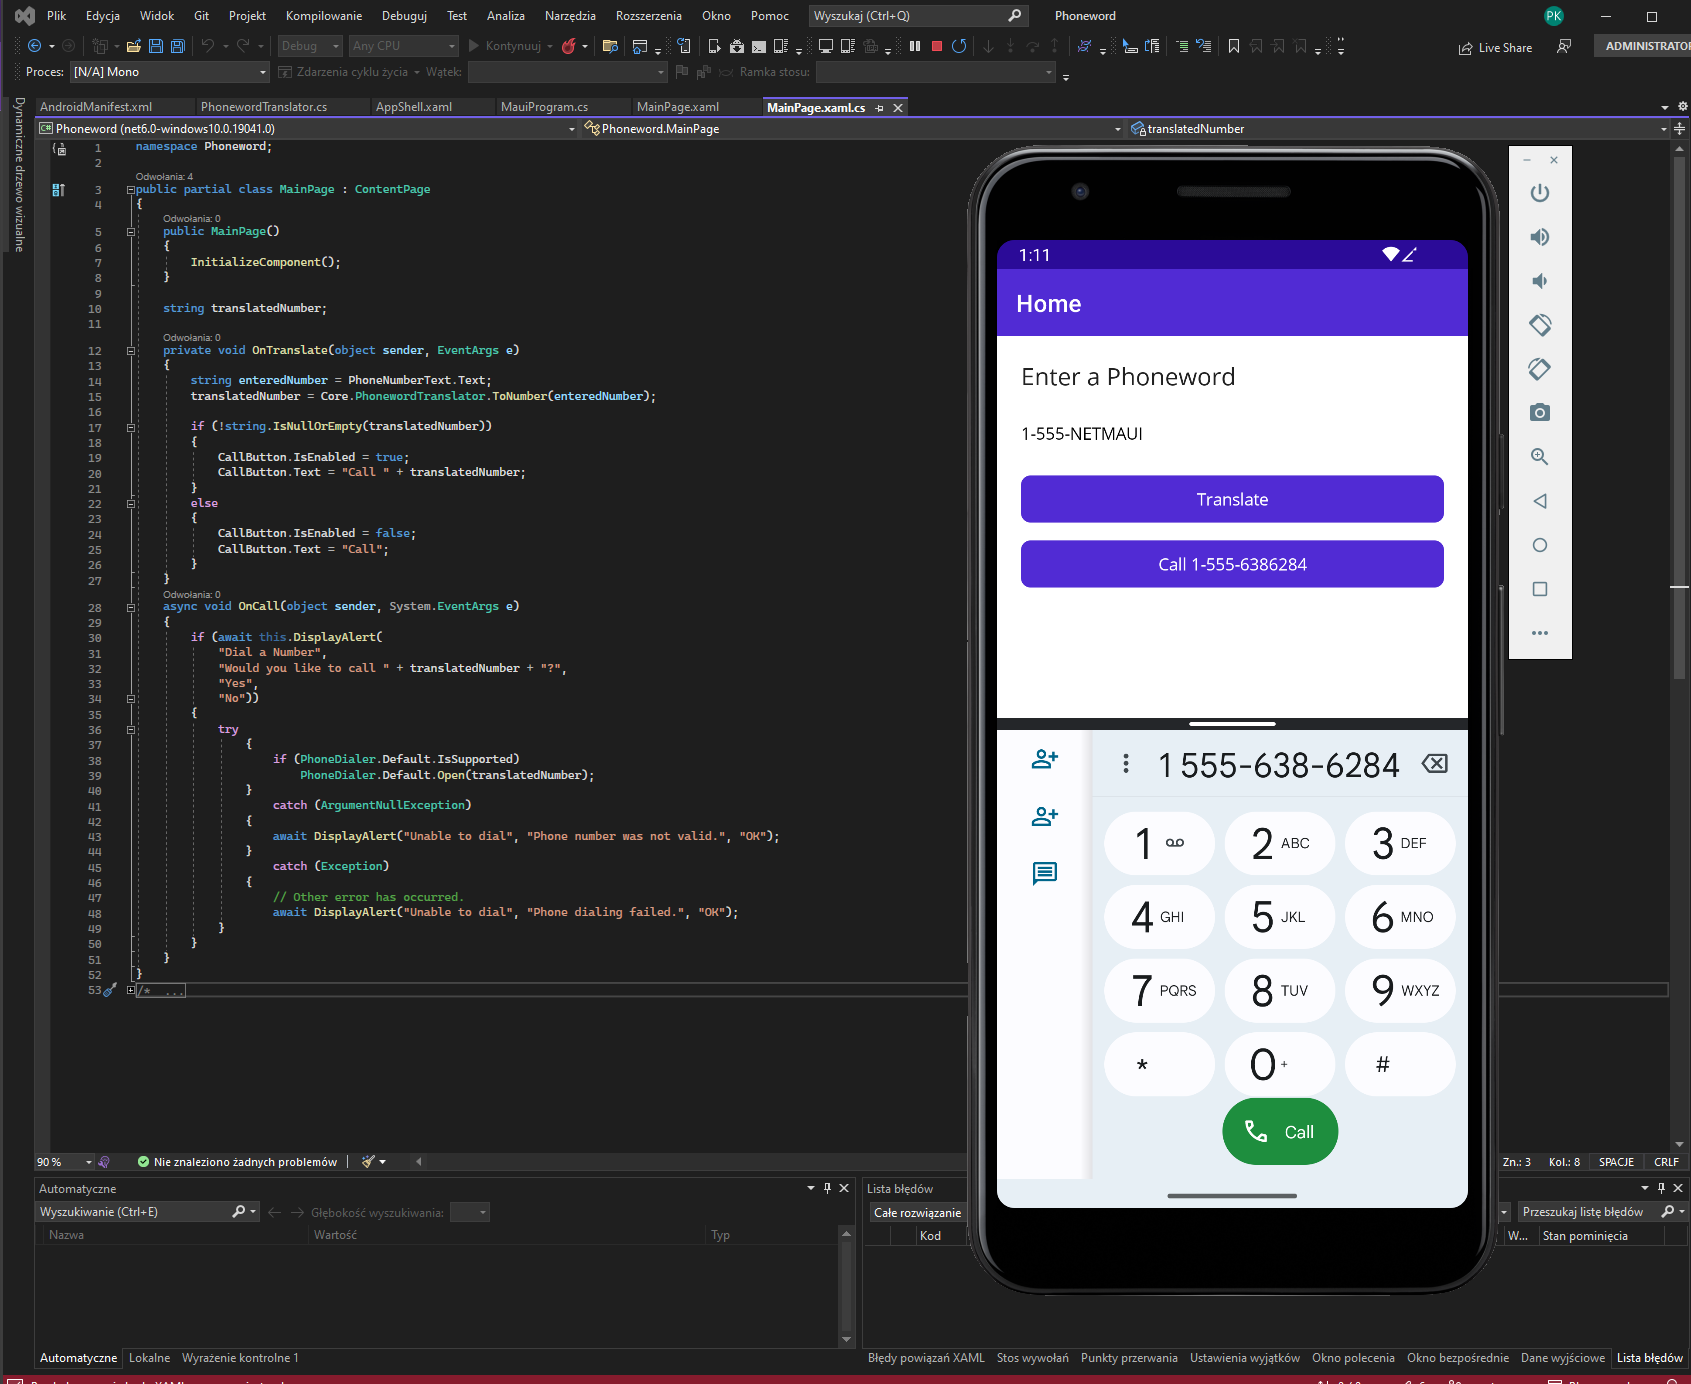 Plik Edycja Widok Git Projekt Kompilowanie Debuguj Test Analiza Narzędzia Rozszerzenia Okno Pomoc Wyszukaj (Ctrl+Q) Phoneword PK
Debug Any CPU Kontynuuj Live Share ADMINISTRATOR
Proces: [N/A] Mono Zdarzenia cyklu życia Wątek: Ramka stosu:
Dynamiczne drzewo wizualne
AndroidManifest.xml PhonewordTranslator.cs AppShell.xaml MauiProgram.cs MainPage.xaml MainPage.xaml.cs
C# Phoneword (net6.0-windows10.0.19041.0) Phoneword.MainPage translatedNumber
1 namespace Phoneword;
2
Odwołania: 4
3 public partial class MainPage : ContentPage
4 {
Odwołania: 0
5 public MainPage()
6 {
7 InitializeComponent();
8 }
9
10 string translatedNumber;
11
Odwołania: 0
12 private void OnTranslate(object sender, EventArgs e)
13 {
14 string enteredNumber = PhoneNumberText.Text;
15 translatedNumber = Core.PhonewordTranslator.ToNumber(enteredNumber);
16
17 if (!string.IsNullOrEmpty(translatedNumber))
18 {
19 CallButton.IsEnabled = true;
20 CallButton.Text = "Call " + translatedNumber;
21 }
22 else
23 {
24 CallButton.IsEnabled = false;
25 CallButton.Text = "Call";
26 }
27 }
Odwołania: 0
28 async void OnCall(object sender, System.EventArgs e)
29 {
30 if (await this.DisplayAlert(
31 "Dial a Number",
32 "Would you like to call " + translatedNumber + "?",
33 "Yes",
34 "No"))
35 {
36 try
37 {
38 if (PhoneDialer.Default.IsSupported)
39 PhoneDialer.Default.Open(translatedNumber);
40 }
41 catch (ArgumentNullException)
42 {
43 await DisplayAlert("Unable to dial", "Phone number was not valid.", "OK");
44 }
45 catch (Exception)
46 {
47 // Other error has occurred.
48 await DisplayAlert("Unable to dial", "Phone dialing failed.", "OK");
49 }
50 }
51 }
52 }
53 /* ...
1:11
Home
Enter a Phoneword
1-555-NETMAUI
Translate
Call 1-555-6386284
1 555-638-6284
1 2 ABC 3 DEF
4 GHI 5 JKL 6 MNO
7 PQRS 8 TUV 9 WXYZ
* 0 + #
Call
90 % Nie znaleziono żadnych problemów Zn.: 3 Kol.: 8 SPACJE CRLF
Automatyczne
Wyszukiwanie (Ctrl+E) Głębokość wyszukiwania:
Nazwa Wartość Typ
Automatyczne Lokalne Wyrażenie kontrolne 1
Lista błędów
Całe rozwiązanie Przeszukaj listę błędów
Kod W... Stan pominięcia
Błędy powiązań XAML Stos wywołań Punkty przerwania Ustawienia wyjątków Okno polecenia Okno bezpośrednie Dane wyjściowe Lista błędów